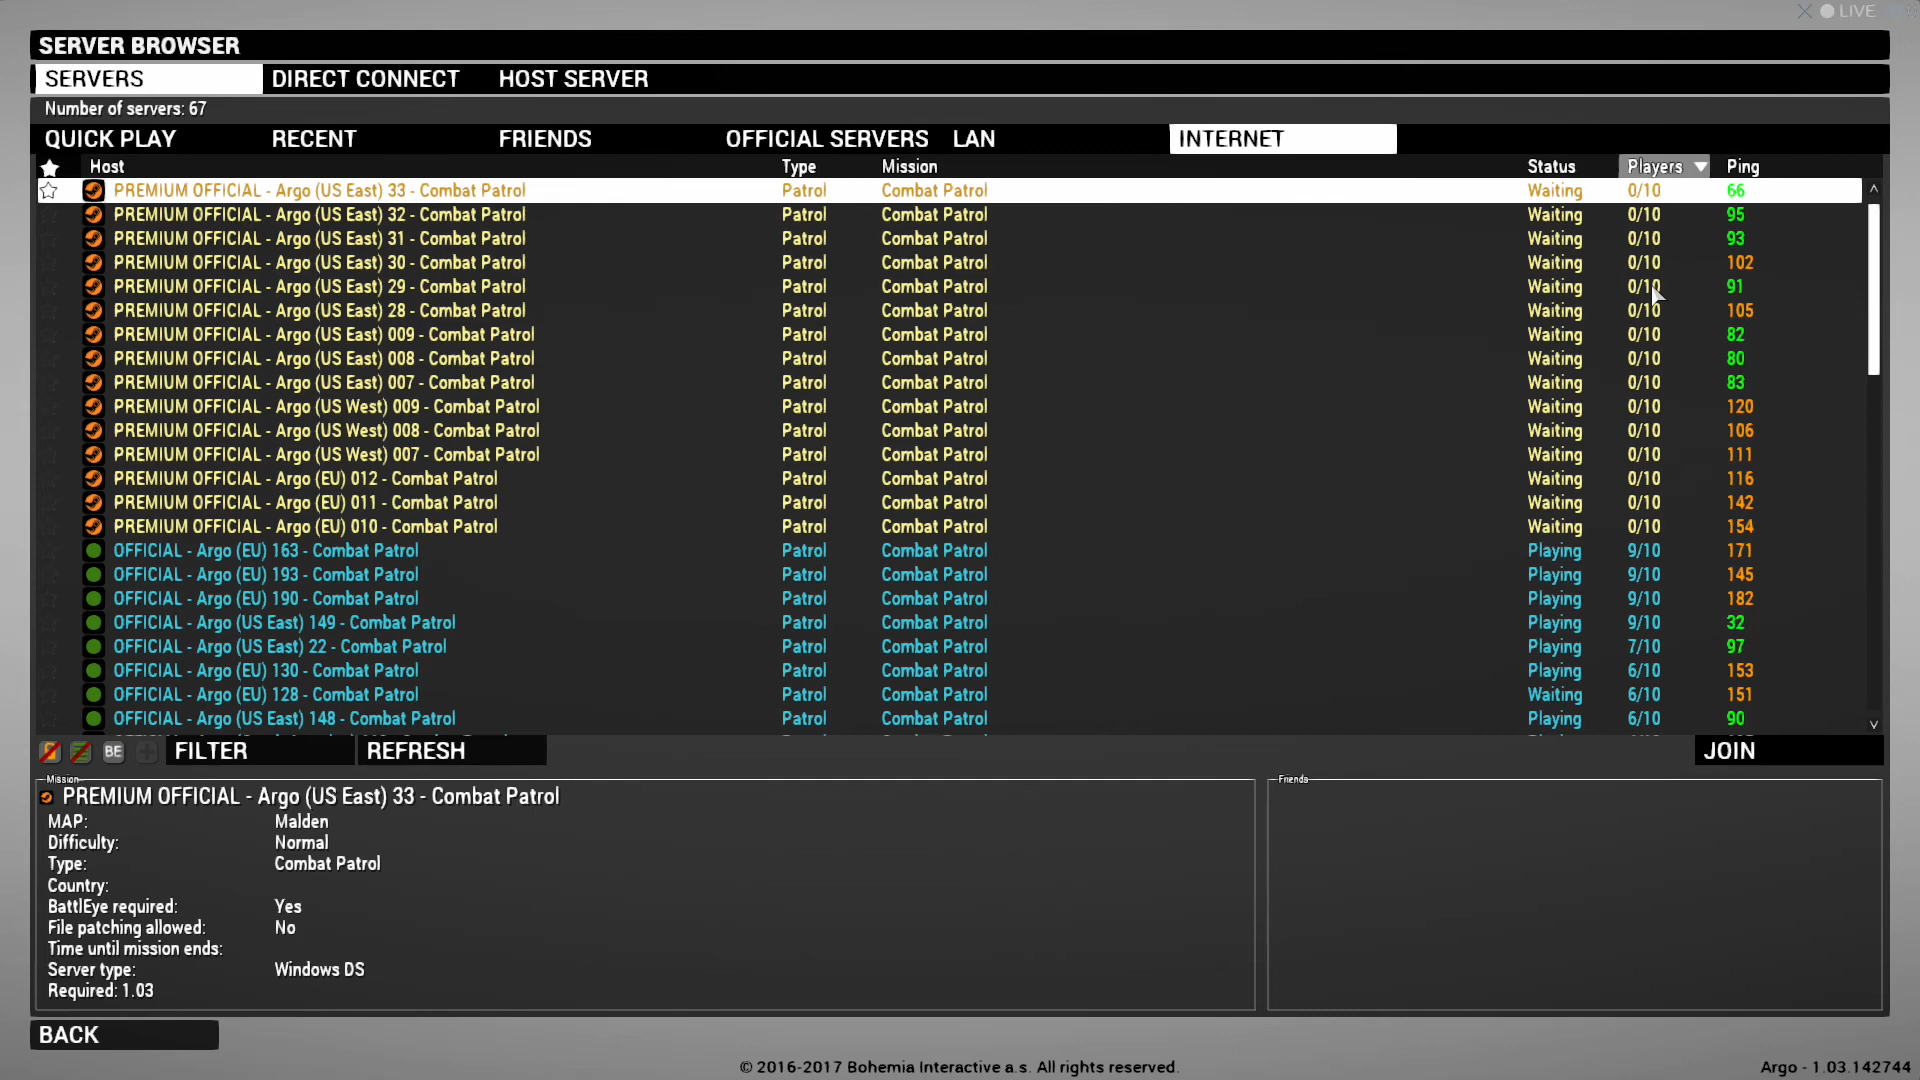 LIVE
SERVER BROWSER
SERVERS DIRECT CONNECT HOST SERVER
Number of servers: 67
QUICK PLAY RECENT FRIENDS OFFICIAL SERVERS LAN INTERNET
Host Type Mission Status Players Ping
PREMIUM OFFICIAL - Argo (US East) 33 - Combat Patrol Patrol Combat Patrol Waiting 0/10 66
PREMIUM OFFICIAL - Argo (US East) 32 - Combat Patrol Patrol Combat Patrol Waiting 0/10 95
PREMIUM OFFICIAL - Argo (US East) 31 - Combat Patrol Patrol Combat Patrol Waiting 0/10 93
PREMIUM OFFICIAL - Argo (US East) 30 - Combat Patrol Patrol Combat Patrol Waiting 0/10 102
PREMIUM OFFICIAL - Argo (US East) 29 - Combat Patrol Patrol Combat Patrol Waiting 0/10 91
PREMIUM OFFICIAL - Argo (US East) 28 - Combat Patrol Patrol Combat Patrol Waiting 0/10 105
PREMIUM OFFICIAL - Argo (US East) 009 - Combat Patrol Patrol Combat Patrol Waiting 0/10 82
PREMIUM OFFICIAL - Argo (US East) 008 - Combat Patrol Patrol Combat Patrol Waiting 0/10 80
PREMIUM OFFICIAL - Argo (US East) 007 - Combat Patrol Patrol Combat Patrol Waiting 0/10 83
PREMIUM OFFICIAL - Argo (US West) 009 - Combat Patrol Patrol Combat Patrol Waiting 0/10 120
PREMIUM OFFICIAL - Argo (US West) 008 - Combat Patrol Patrol Combat Patrol Waiting 0/10 106
PREMIUM OFFICIAL - Argo (US West) 007 - Combat Patrol Patrol Combat Patrol Waiting 0/10 111
PREMIUM OFFICIAL - Argo (EU) 012 - Combat Patrol Patrol Combat Patrol Waiting 0/10 116
PREMIUM OFFICIAL - Argo (EU) 011 - Combat Patrol Patrol Combat Patrol Waiting 0/10 142
PREMIUM OFFICIAL - Argo (EU) 010 - Combat Patrol Patrol Combat Patrol Waiting 0/10 154
OFFICIAL - Argo (EU) 163 - Combat Patrol Patrol Combat Patrol Playing 9/10 171
OFFICIAL - Argo (EU) 193 - Combat Patrol Patrol Combat Patrol Playing 9/10 145
OFFICIAL - Argo (EU) 190 - Combat Patrol Patrol Combat Patrol Playing 9/10 182
OFFICIAL - Argo (US East) 149 - Combat Patrol Patrol Combat Patrol Playing 9/10 32
OFFICIAL - Argo (US East) 22 - Combat Patrol Patrol Combat Patrol Playing 7/10 97
OFFICIAL - Argo (EU) 130 - Combat Patrol Patrol Combat Patrol Playing 6/10 153
OFFICIAL - Argo (EU) 128 - Combat Patrol Patrol Combat Patrol Waiting 6/10 151
OFFICIAL - Argo (US East) 148 - Combat Patrol Patrol Combat Patrol Playing 6/10 90
BE FILTER REFRESH JOIN
Mission Friends
PREMIUM OFFICIAL - Argo (US East) 33 - Combat Patrol
MAP: Malden
Difficulty: Normal
Type: Combat Patrol
Country:
BattlEye required: Yes
File patching allowed: No
Time until mission ends:
Server type: Windows DS
Required: 1.03
BACK
© 2016-2017 Bohemia Interactive a.s. All rights reserved.
Argo - 1.03.142744